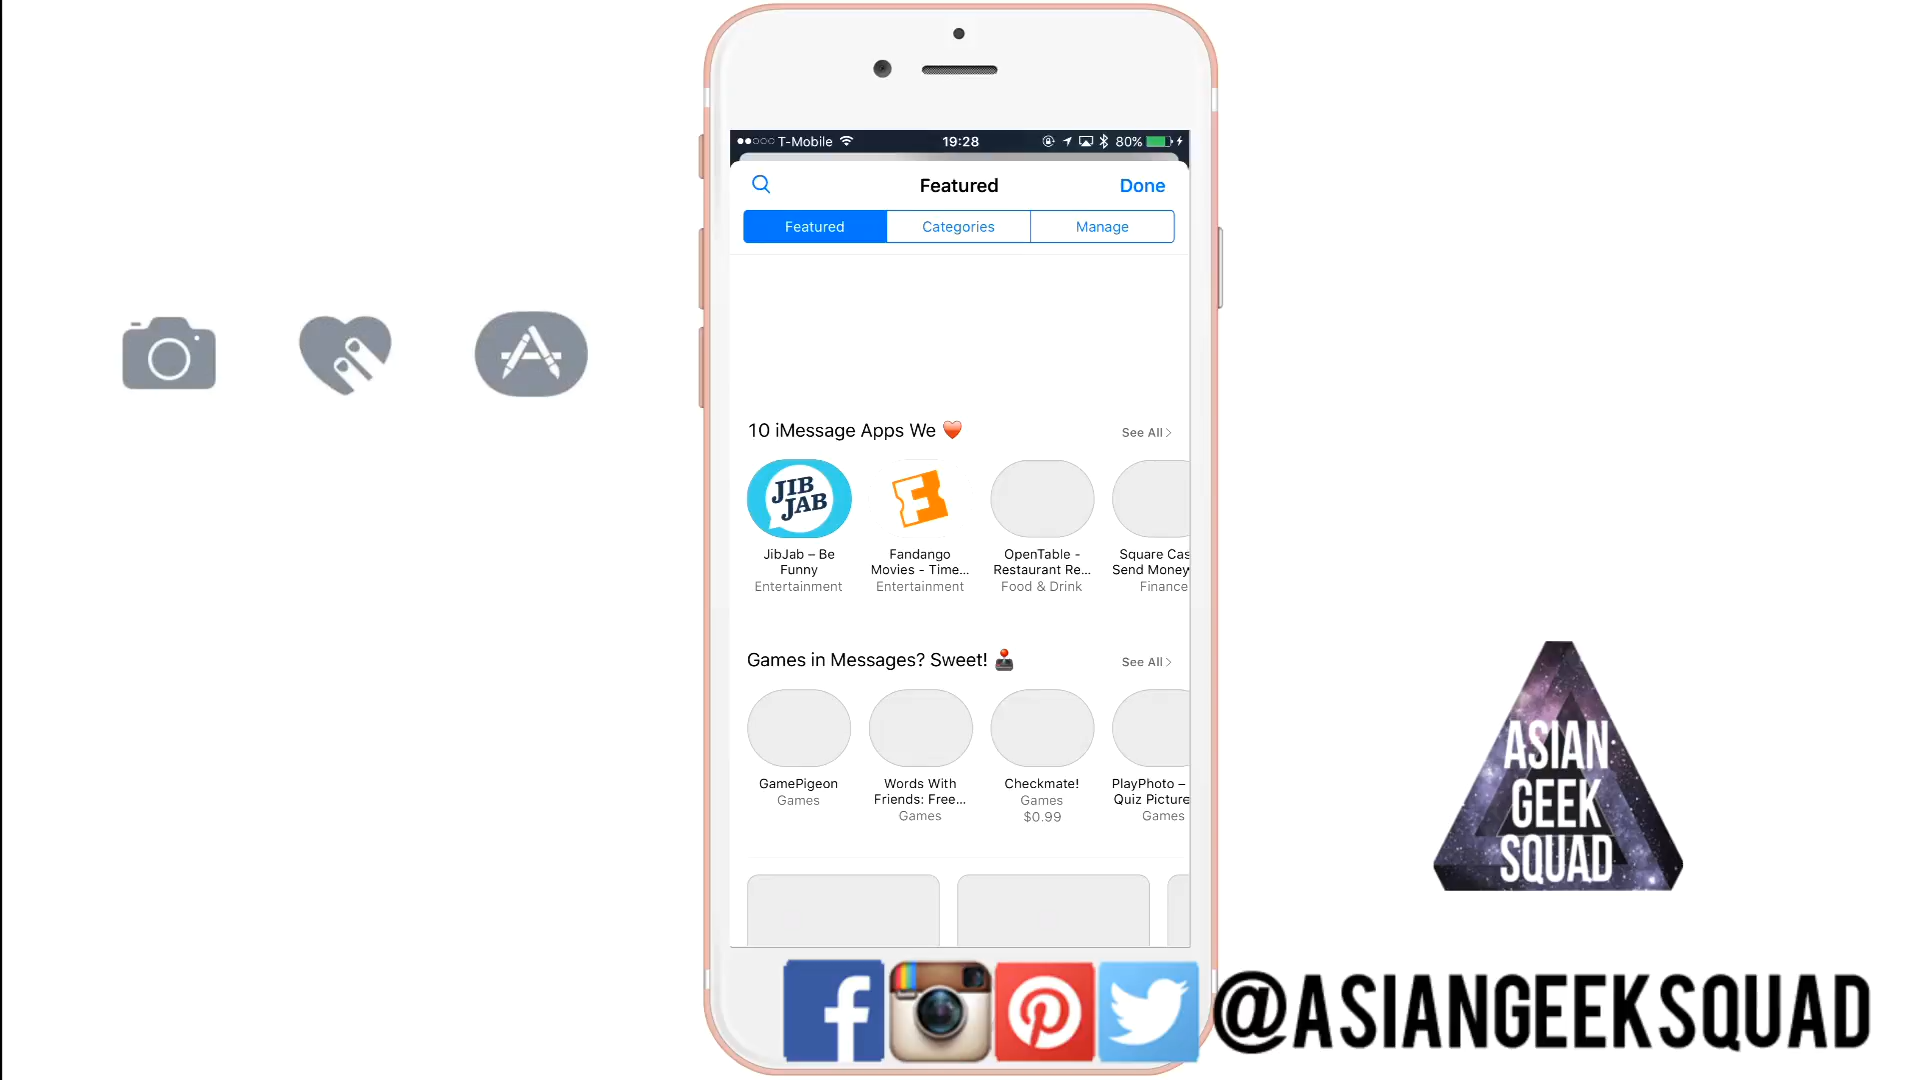 T-Mobile
19:28
80%
Featured
Done
Featured
Categories
Manage
10 iMessage Apps We ❤️
See All >
JIB
JAB
F
JibJab – Be
Funny
Entertainment
Fandango
Movies - Time...
Entertainment
OpenTable -
Restaurant Re...
Food & Drink
Square Cas
Send Money
Finance
Games in Messages? Sweet! 🕹️
See All >
GamePigeon
Games
Words With
Friends: Free...
Games
Checkmate!
Games
$0.99
PlayPhoto –
Quiz Picture
Games
ASIAN
GEEK
SQUAD
@ASIANGEEKSQUAD